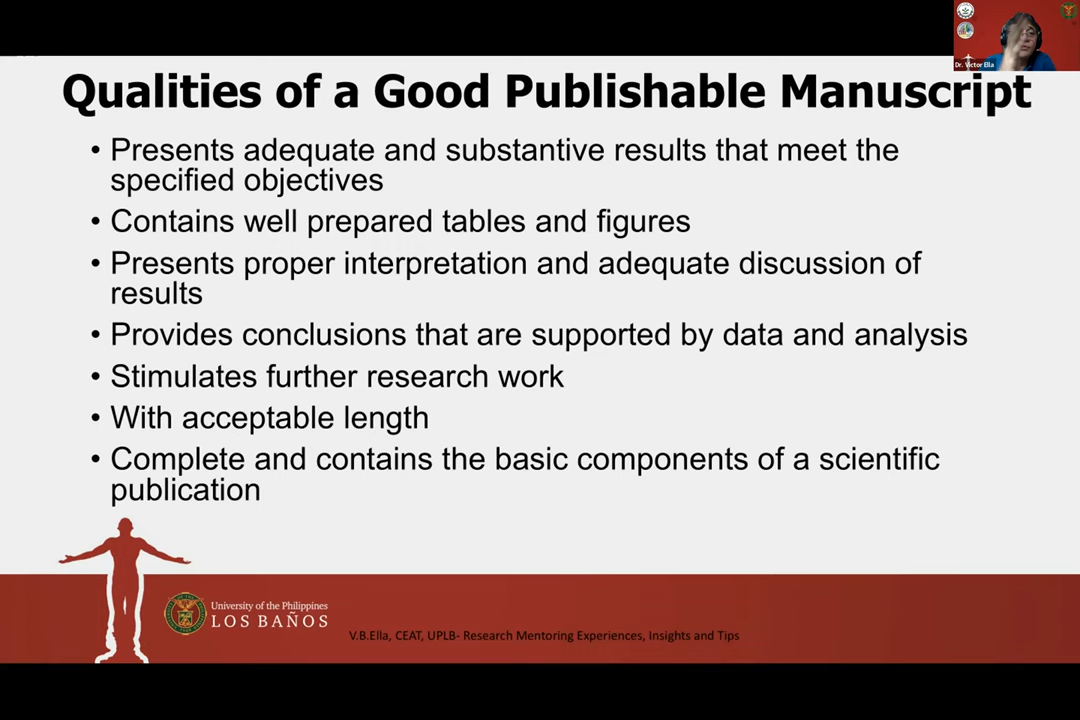 Dr. Victor Ella
Qualities of a Good Publishable Manuscript
• Presents adequate and substantive results that meet the
specified objectives
• Contains well prepared tables and figures
• Presents proper interpretation and adequate discussion of
results
• Provides conclusions that are supported by data and analysis
• Stimulates further research work
• With acceptable length
• Complete and contains the basic components of a scientific
publication
University of the Philippines
LOS BAÑOS
V.B.Ella, CEAT, UPLB- Research Mentoring Experiences, Insights and Tips